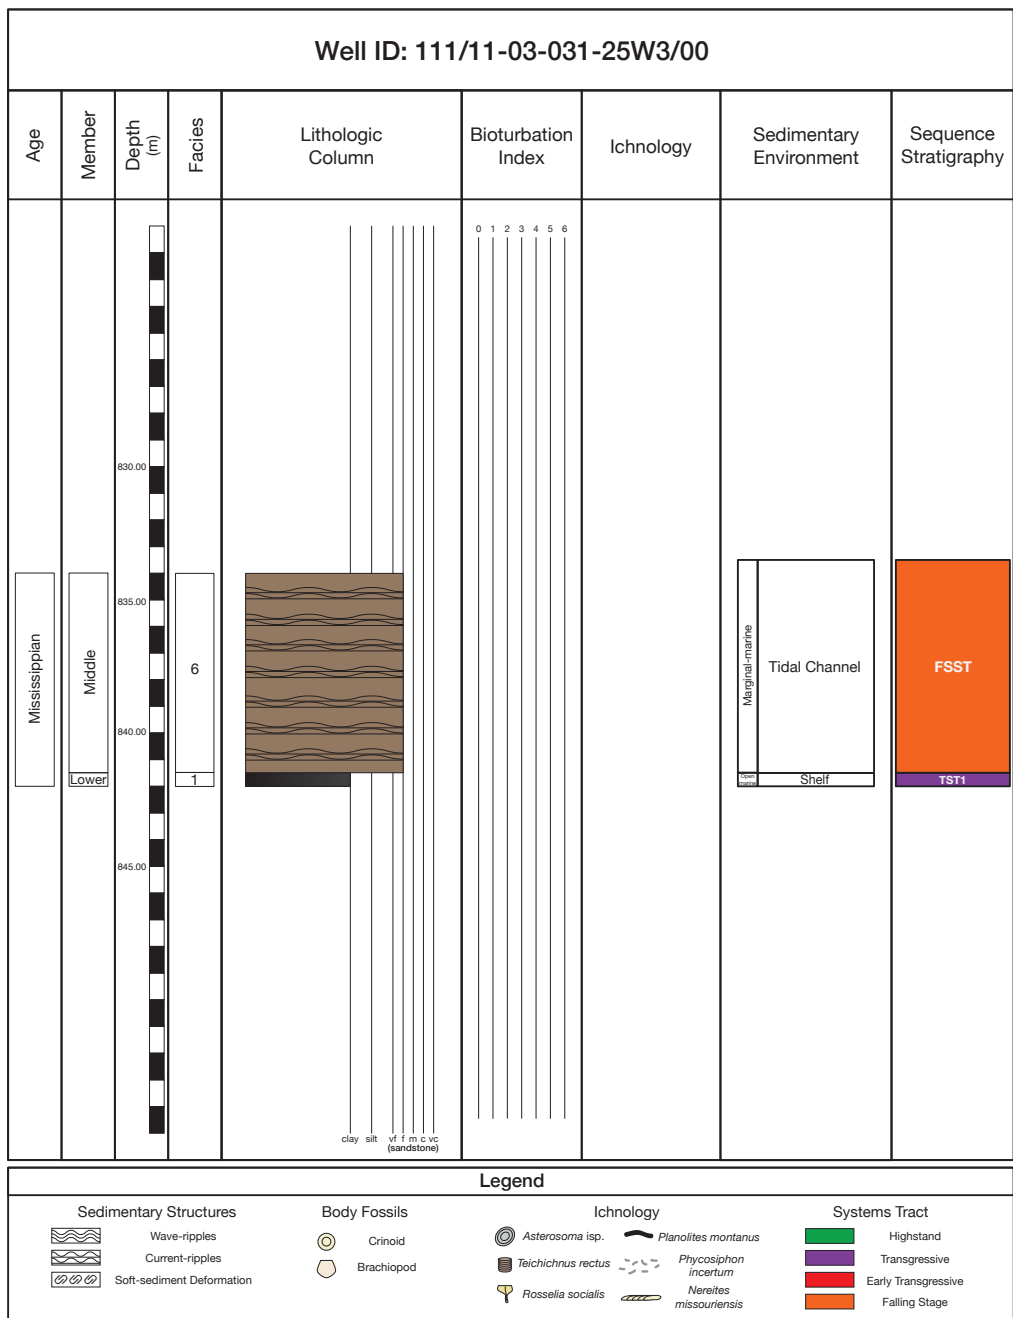 Well ID: 111/11-03-031-25W3/00
Age
Member
Depth
(m)
Facies
Lithologic
Column
Bioturbation
Index
Ichnology
Sedimentary
Environment
Sequence
Stratigraphy
0 1 2 3 4 5 6
830.00
835.00
840.00
845.00
Mississippian
Middle
Lower
6
1
Marginal-marine
Tidal Channel
Open
marine
Shelf
FSST
TST1
clay silt vf f m c vc
(sandstone)
Legend
Sedimentary Structures
Wave-ripples
Current-ripples
Soft-sediment Deformation
Body Fossils
Crinoid
Brachiopod
Ichnology
Asterosoma isp.
Teichichnus rectus
Rosselia socialis
Planolites montanus
Phycosiphon
incertum
Nereites
missouriensis
Systems Tract
Highstand
Transgressive
Early Transgressive
Falling Stage